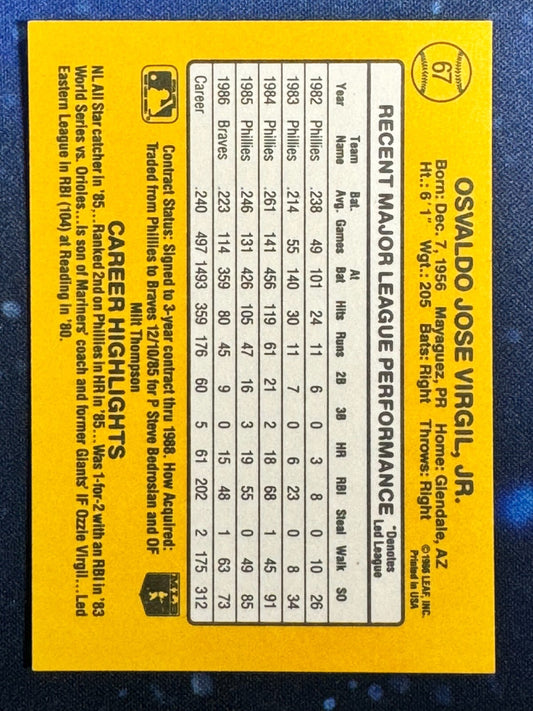 67
OSVALDO JOSE VIRGIL, JR.
Born: Dec. 7, 1956 Mayaguez, PR Home: Glendale, AZ
Ht.: 6'1" Wgt.: 205 Bats: Right Throws: Right
©1986 LEAF, INC.
Printed in USA
RECENT MAJOR LEAGUE PERFORMANCE
*Denotes
Led League
Team Bat. At
Year Name Avg. Games Bat Hits Runs 2B 3B HR RBI Steal Walk SO
1982 Phillies .238 49 101 24 11 6 0 3 8 0 10 26
1983 Phillies .214 55 140 30 11 7 0 6 23 0 8 34
1984 Phillies .261 141 456 119 61 21 2 18 68 1 45 91
1985 Phillies .246 131 426 105 47 16 3 19 55 0 49 85
1986 Braves .223 114 359 80 45 9 0 15 48 1 63 73
Career .240 497 1493 359 176 60 5 61 202 2 175 312
Contract Status: Signed to 3-year contract thru 1988. How Acquired:
Traded from Phillies to Braves 12/10/85 for P Steve Bedrosian and OF
Milt Thompson
CAREER HIGHLIGHTS
NL All Star catcher in '85...Ranked 2nd on Phillies in HR in '85...Was 1-for-2 with an RBI in '83
World Series vs. Orioles...Is son of Mariners' coach and former Giants' IF Ozzie Virgil...Led
Eastern League in RBI (104) at Reading in '80.